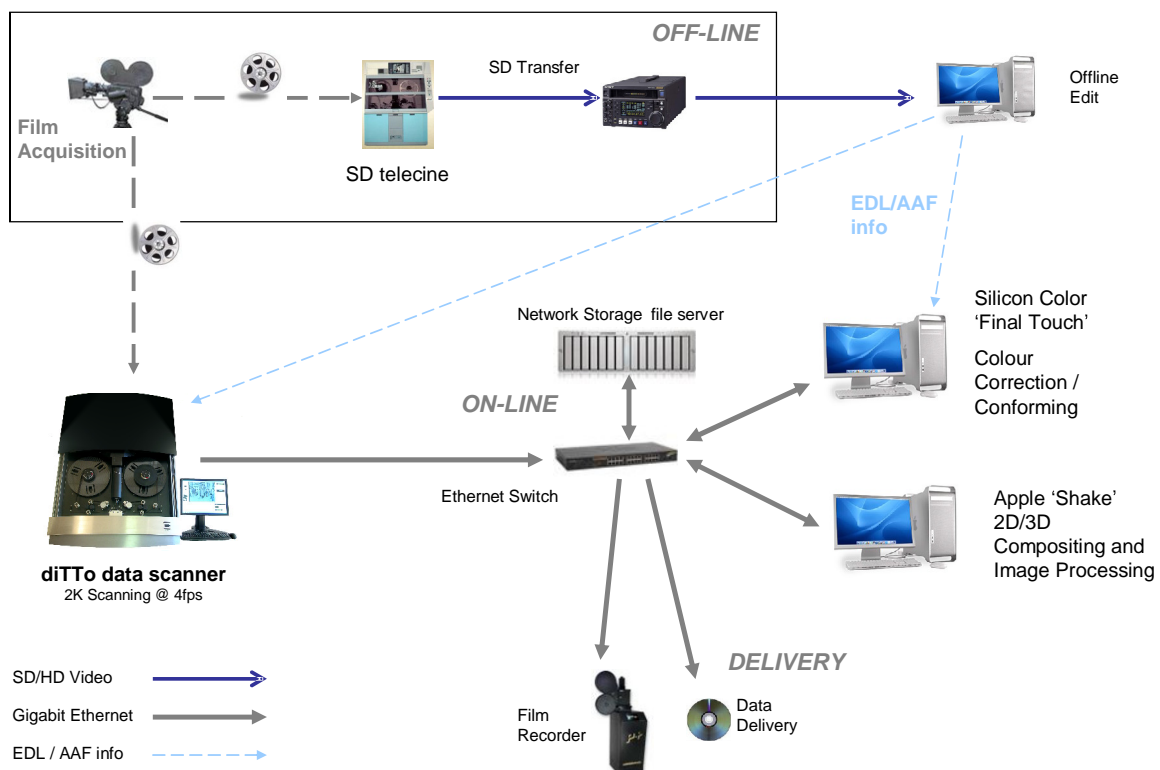 OFF-LINE
SD Transfer
Offline
Edit
Film
Acquisition
SD telecine
EDL/AAF
info
Silicon Color
‘Final Touch’
Colour
Correction /
Conforming
Network Storage file server
ON-LINE
Ethernet Switch
Apple ‘Shake’
2D/3D
Compositing and
Image Processing
diTTo data scanner
2K Scanning @ 4fps
DELIVERY
SD/HD Video
Gigabit Ethernet
EDL / AAF info
Film
Recorder
Data
Delivery